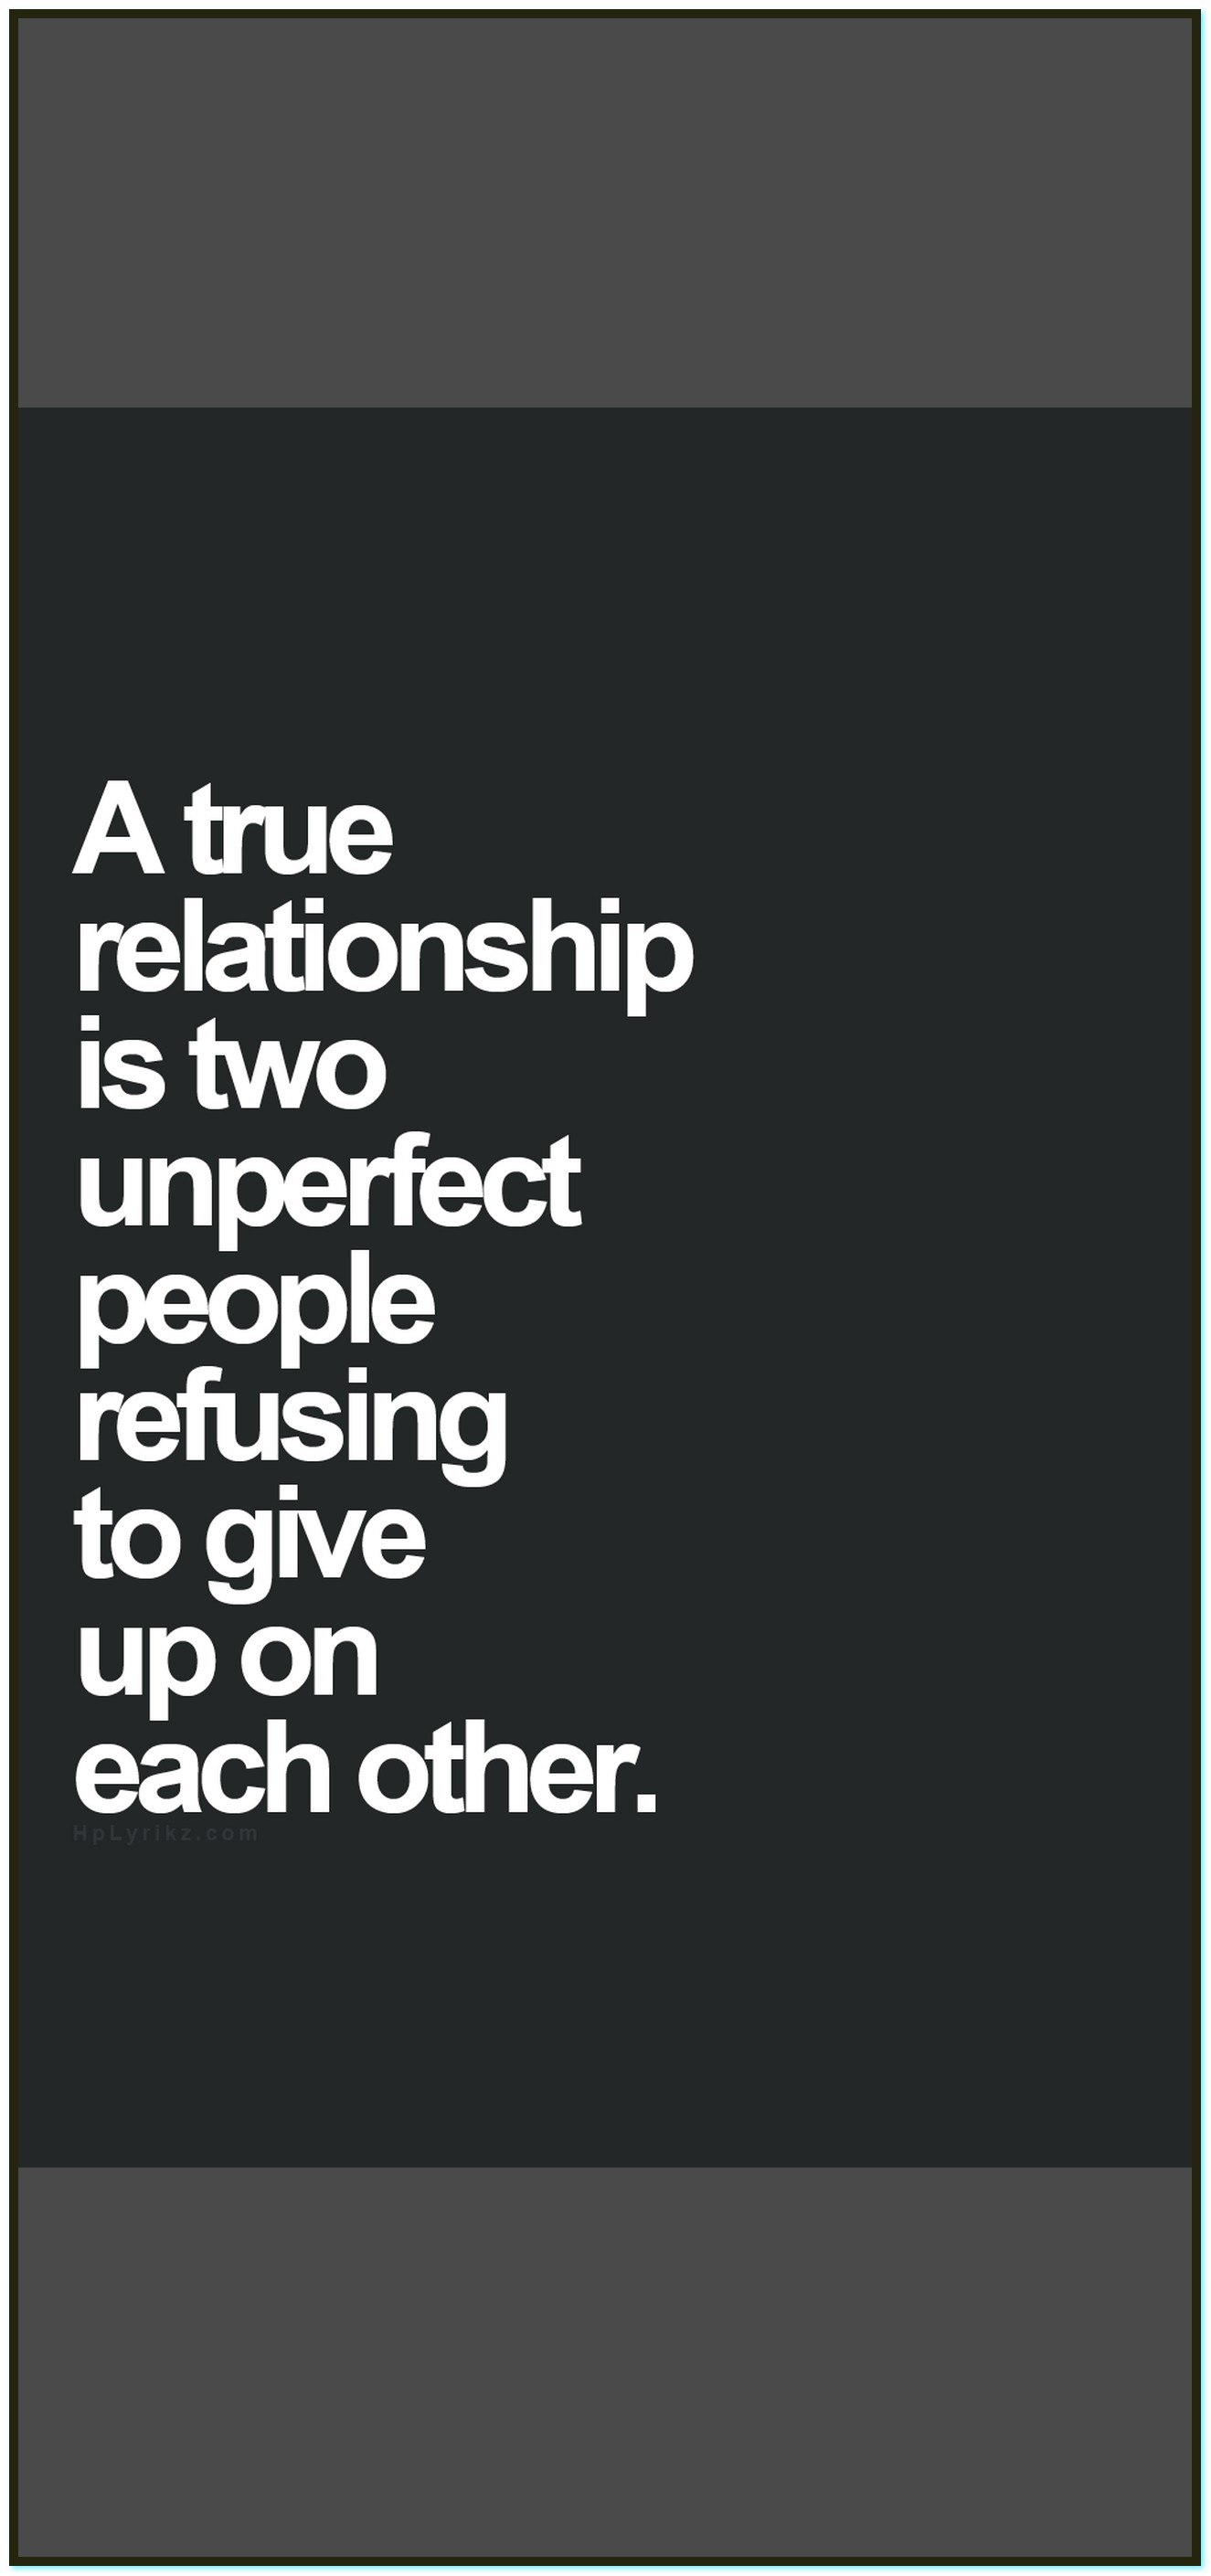 A true
relationship
is two
unperfect
people
refusing
to give
up on
each other.
HpLyrikz.com